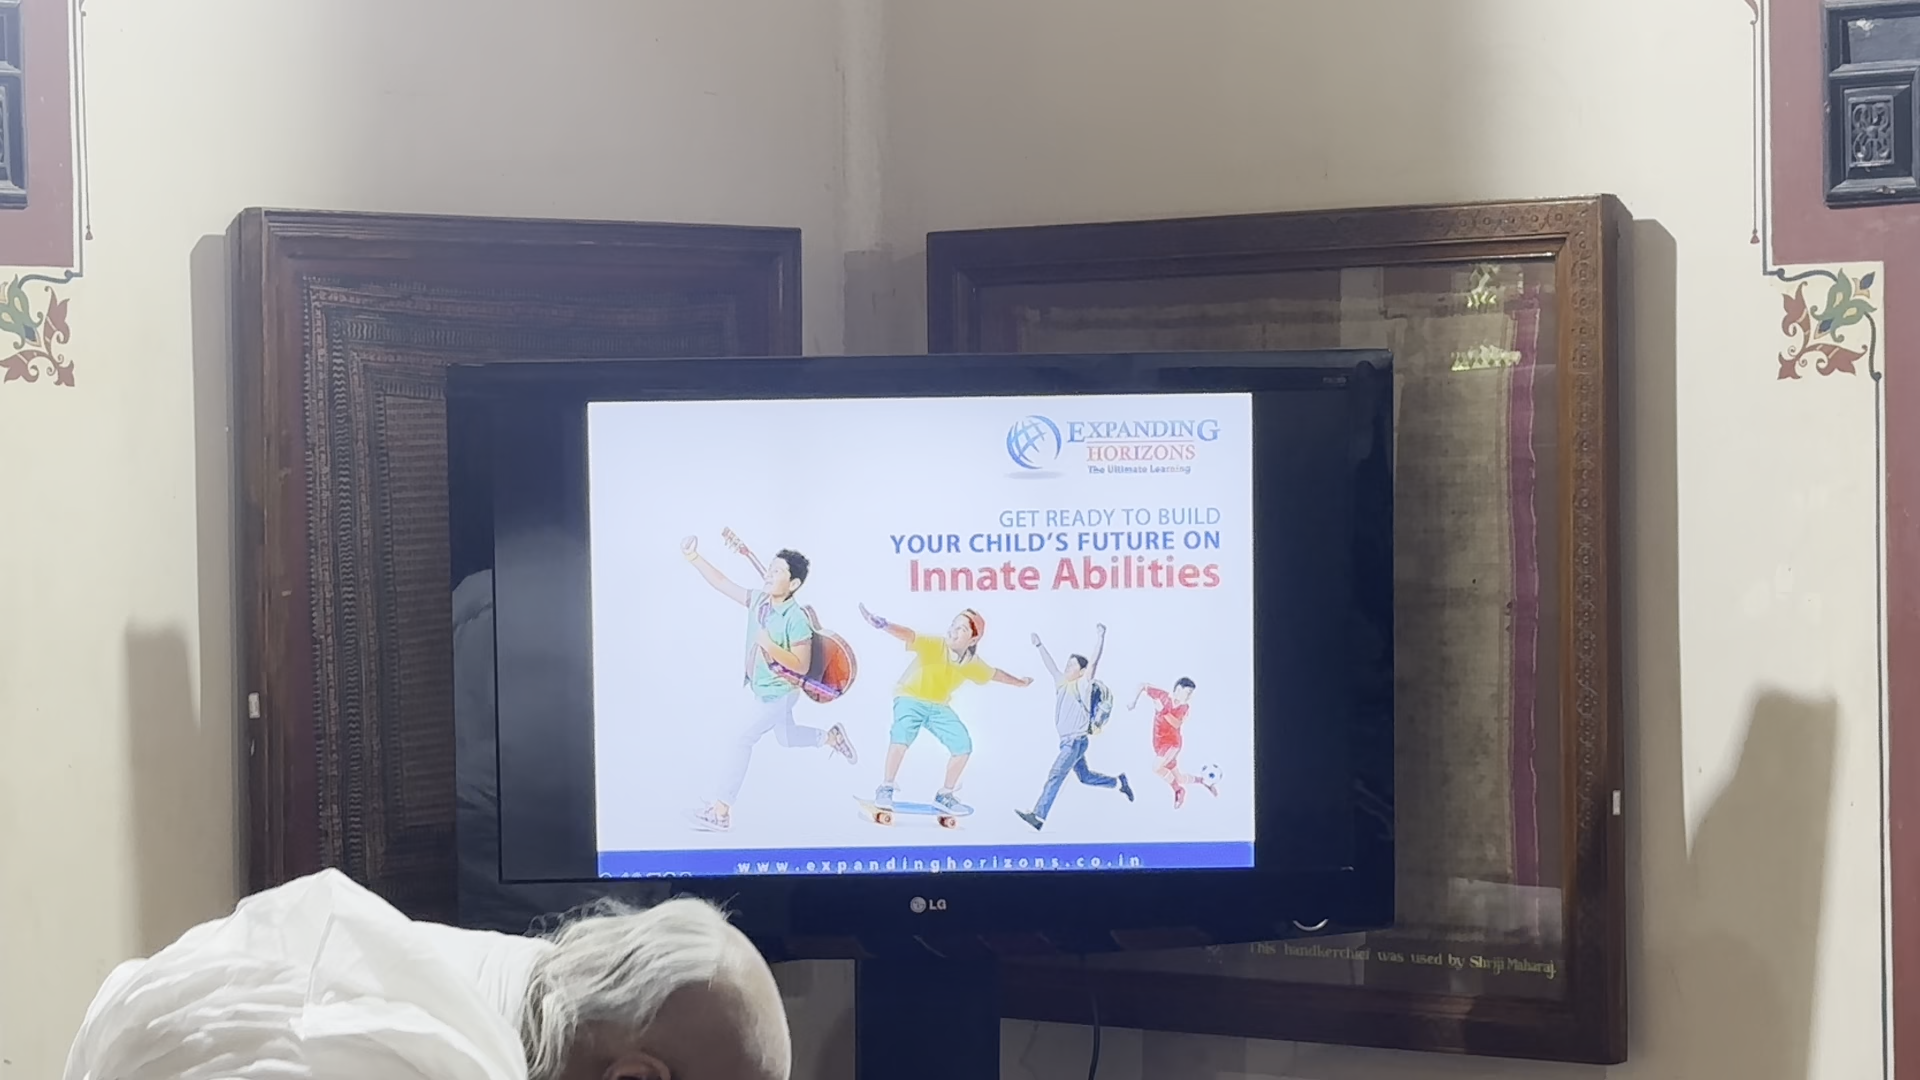 EXPANDING
HORIZONS
The Ultimate Learning
GET READY TO BUILD
YOUR CHILD'S FUTURE ON
Innate Abilities
www.expandinghorizons.co.in
LG
This handkerchief was used by Shriji Maharaj.